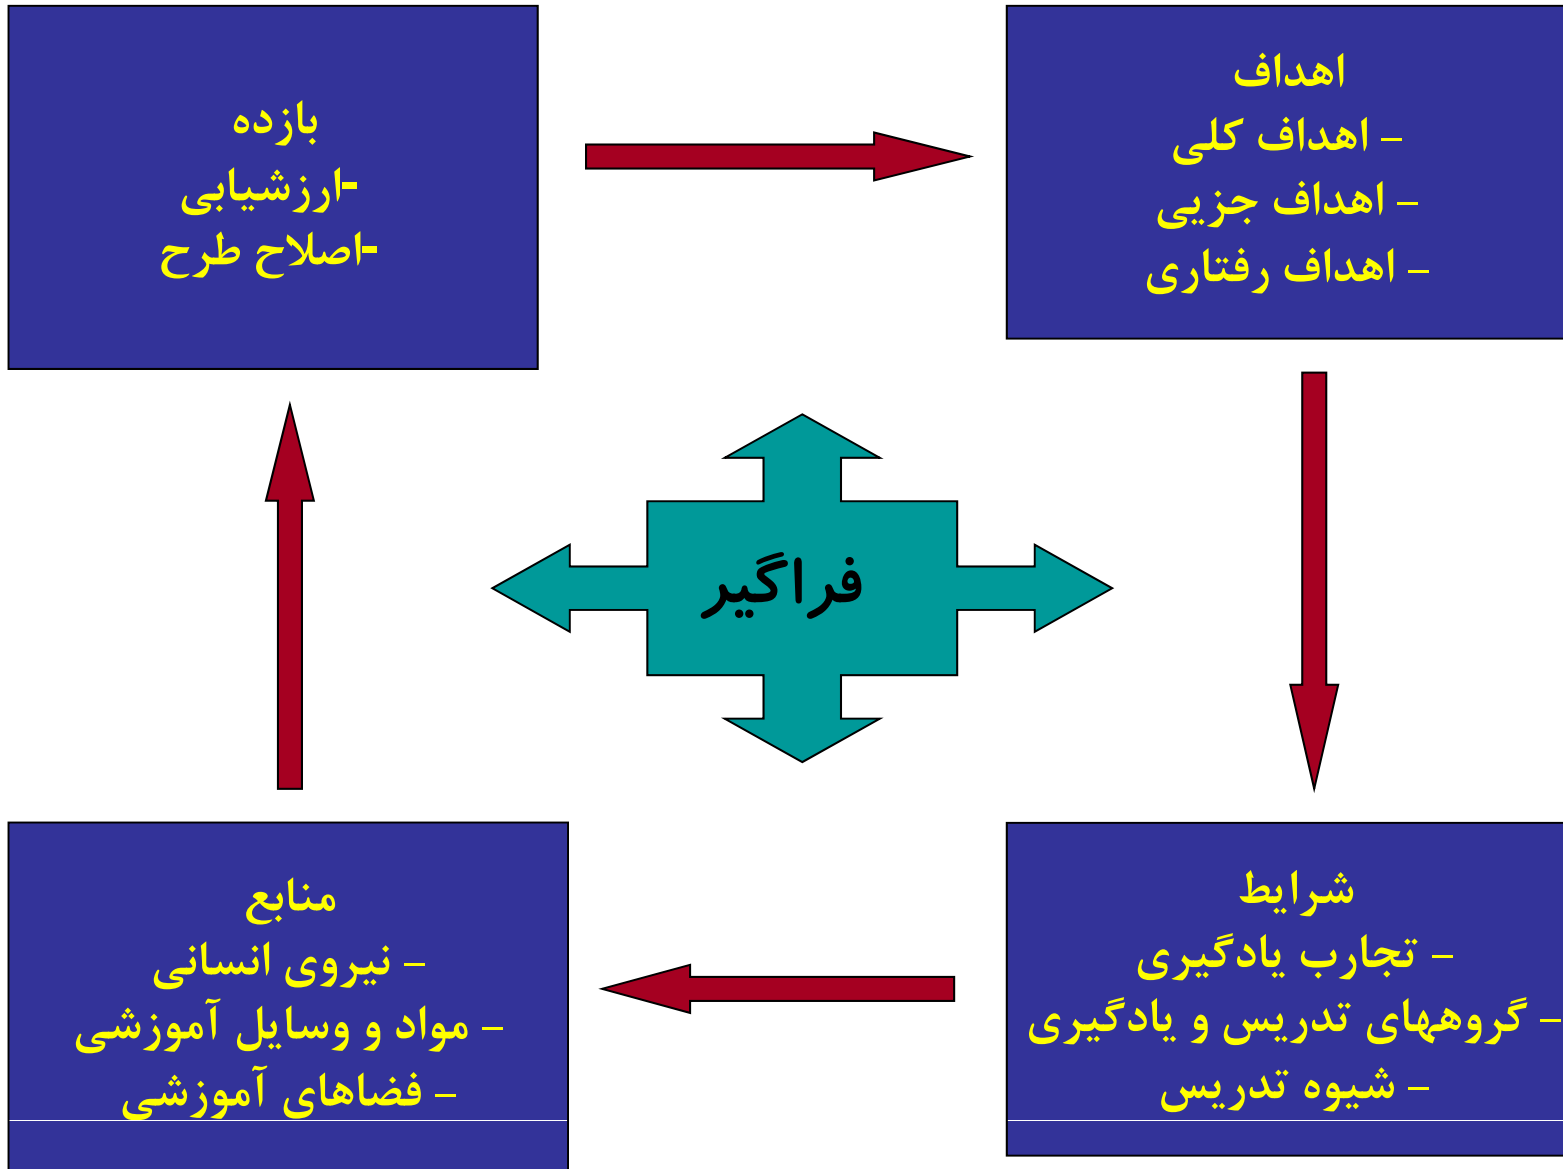 اهداف
– اهداف کلی
– اهداف جزیی
– اهداف رفتاری
بازده
-ارزشیابی
-اصلاح طرح
فراگیر
شرایط
– تجارب یادگیری
– گروههای تدریس و یادگیری
– شیوه تدریس
منابع
– نیروی انسانی
– مواد و وسایل آموزشی
– فضاهای آموزشی